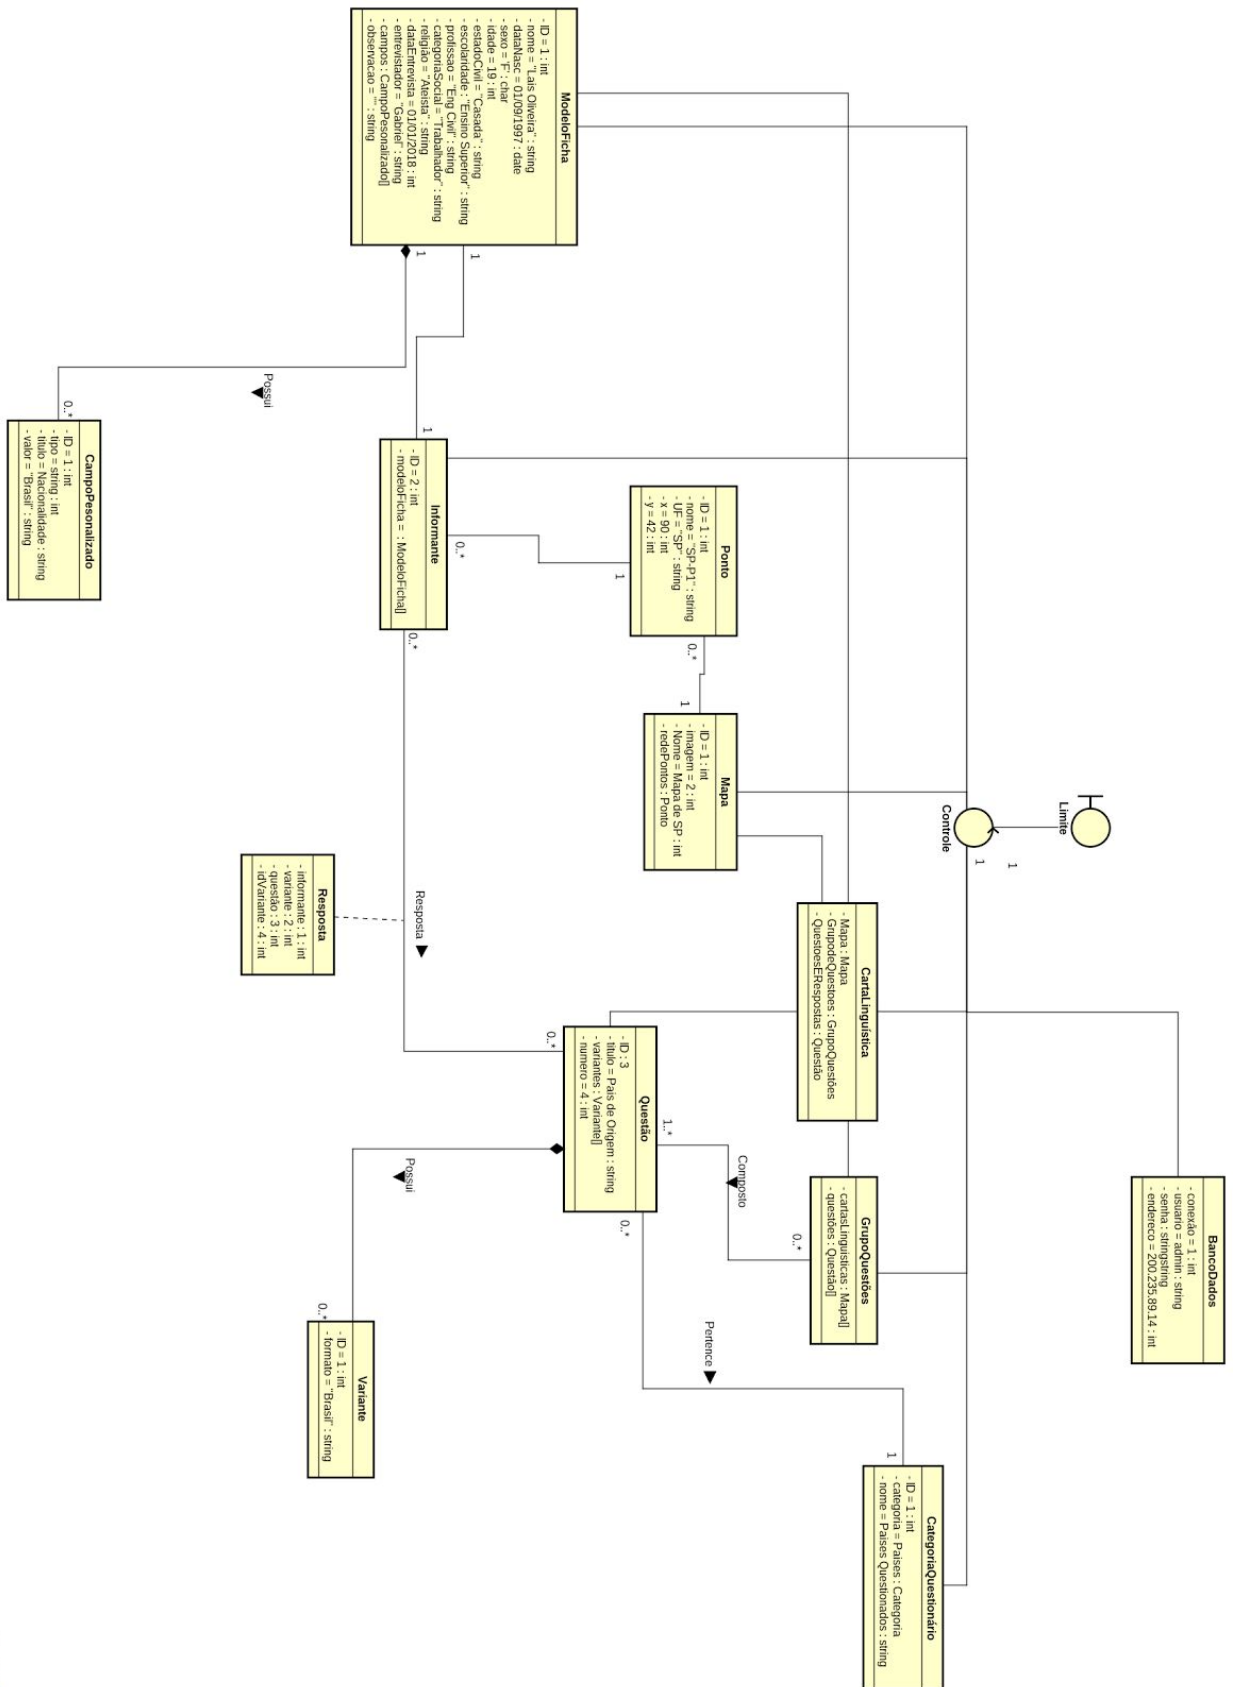 Limite
1
1
Controle
BancoDados
- conexão = 1 : int
- usuario = admin : string
- senha : stringstring
- endereco = 200.235.89.14 : int
ModeloFicha
- ID = 1 : int
- nome = "Lais Oliveira" : string
- dataNasc = 01/09/1997 : date
- sexo = 'F' : char
- idade = 19 : int
- estadoCivil = "Casada" : string
- escolaridade : "Ensino Superior" : string
- profissao = "Eng Civil" : string
- categoriaSocial = "Trabalhador" : string
- religião = "Ateista" : string
- dataEntrevista = 01/01/2018 : int
- entrevistador = "Gabriel" : string
- campos : CampoPesonalizado[]
- observacao = "" : string
1
1
CartaLinguística
- Mapa : Mapa
- GrupodeQuestoes : GrupoQuestões
- QuestoesERespostas : Questão
GrupoQuestões
- cartasLinguisticas : Mapa[]
- questões : Questão[]
0..*
CategoriaQuestionário
- ID = 1 : int
- categoria = Paises : Categoria
- nome = Paises Questionados : string
1
Ponto
- ID = 1 : int
- nome = "SP-P1" : string
- UF = "SP" : string
- x = 90 : int
- y = 42 : int
0..*
1
Mapa
- ID = 1 : int
- imagem = 2 : int
- Nome = Mapa de SP : int
- redePontos : Ponto
1
Composto
Pertence
1..*
Questão
- ID : 3
- titulo = Pais de Origem : string
- variantes : Variante[]
- numero = 4 : int
0..*
0..*
1
Informante
- ID = 2 : int
- modeloFicha = : ModeloFicha[]
0..*
0..*
Resposta
Possui
Resposta
- informante : 1 : int
- variante : 2 : int
- questão : 3 : int
- idVariante : 4 : int
Possui
0..*
Variante
- ID = 1 : int
- formato = "Brasil" : string
0..*
CampoPesonalizado
- ID = 1 : int
- tipo = string : int
- titulo = Nacionalidade : string
- valor = "Brasil" : string